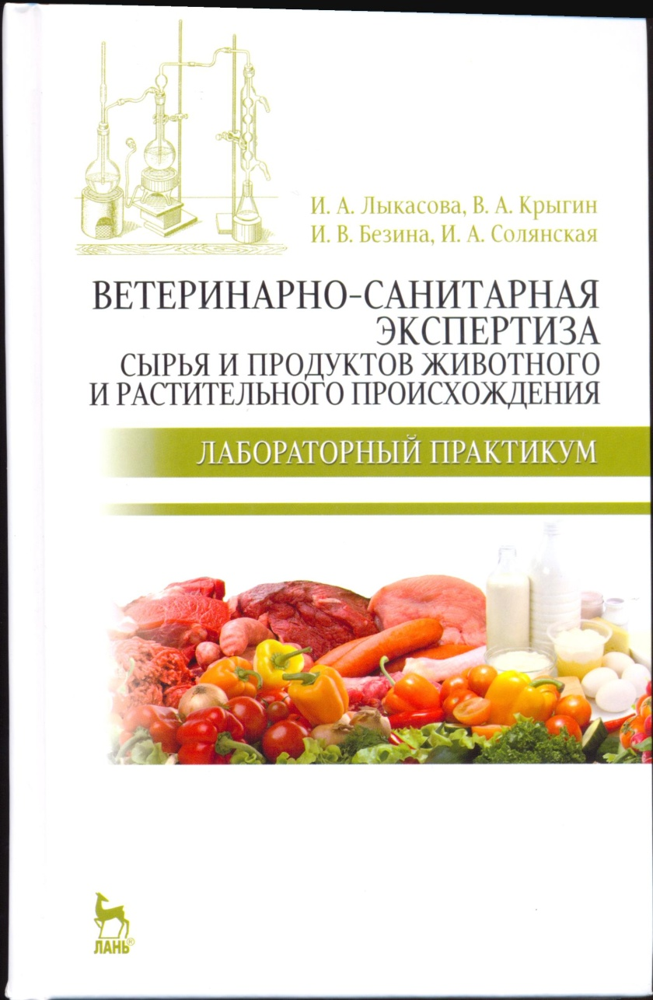 И. А. Лыкасова, В. А. Крыгин
И. В. Безина, И. А. Солянская
ВЕТЕРИНАРНО-САНИТАРНАЯ
ЭКСПЕРТИЗА
СЫРЬЯ И ПРОДУКТОВ ЖИВОТНОГО
И РАСТИТЕЛЬНОГО ПРОИСХОЖДЕНИЯ
ЛАБОРАТОРНЫЙ ПРАКТИКУМ
ЛАНЬ®